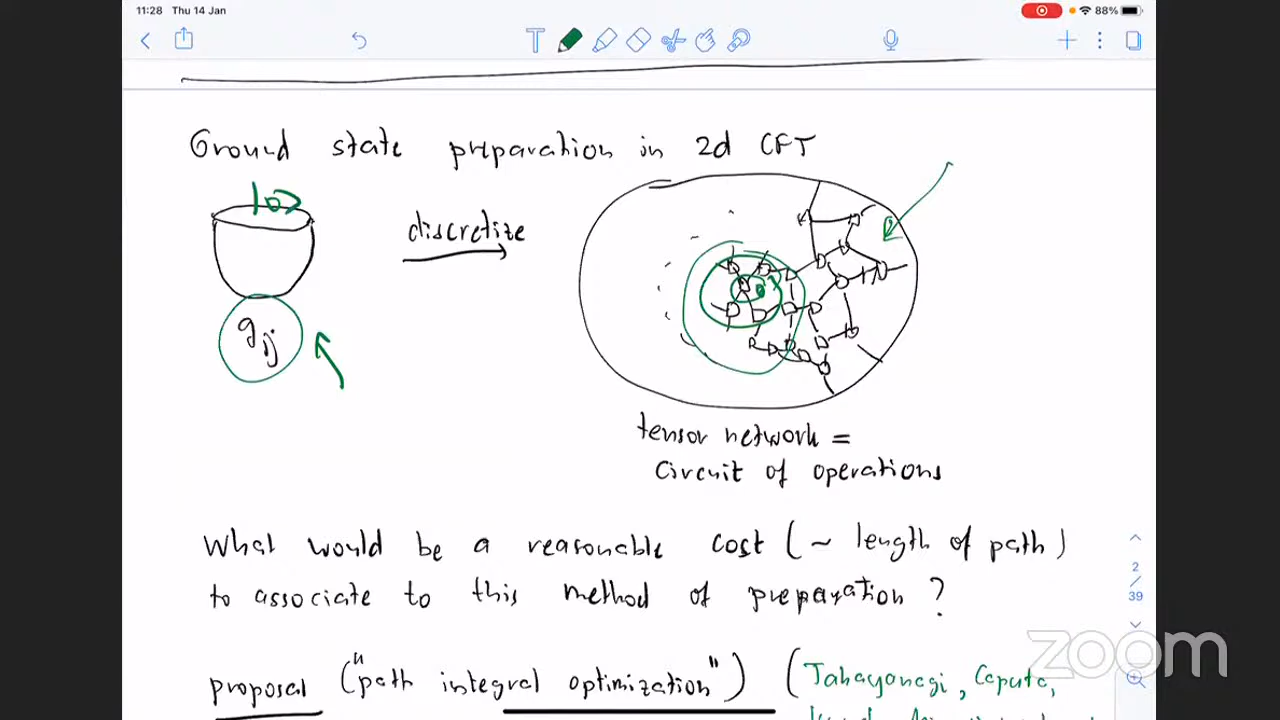 11:28 Thu 14 Jan
88%
Ground state preparation in 2d CFT
|0>
discretize
g_ij
tensor network =
circuit of operations
What would be a reasonable cost (~ length of path)
to associate to this method of preparation ?
2
/
39
zoom
proposal ("path integral optimization") (Takayanagi, Caputa,